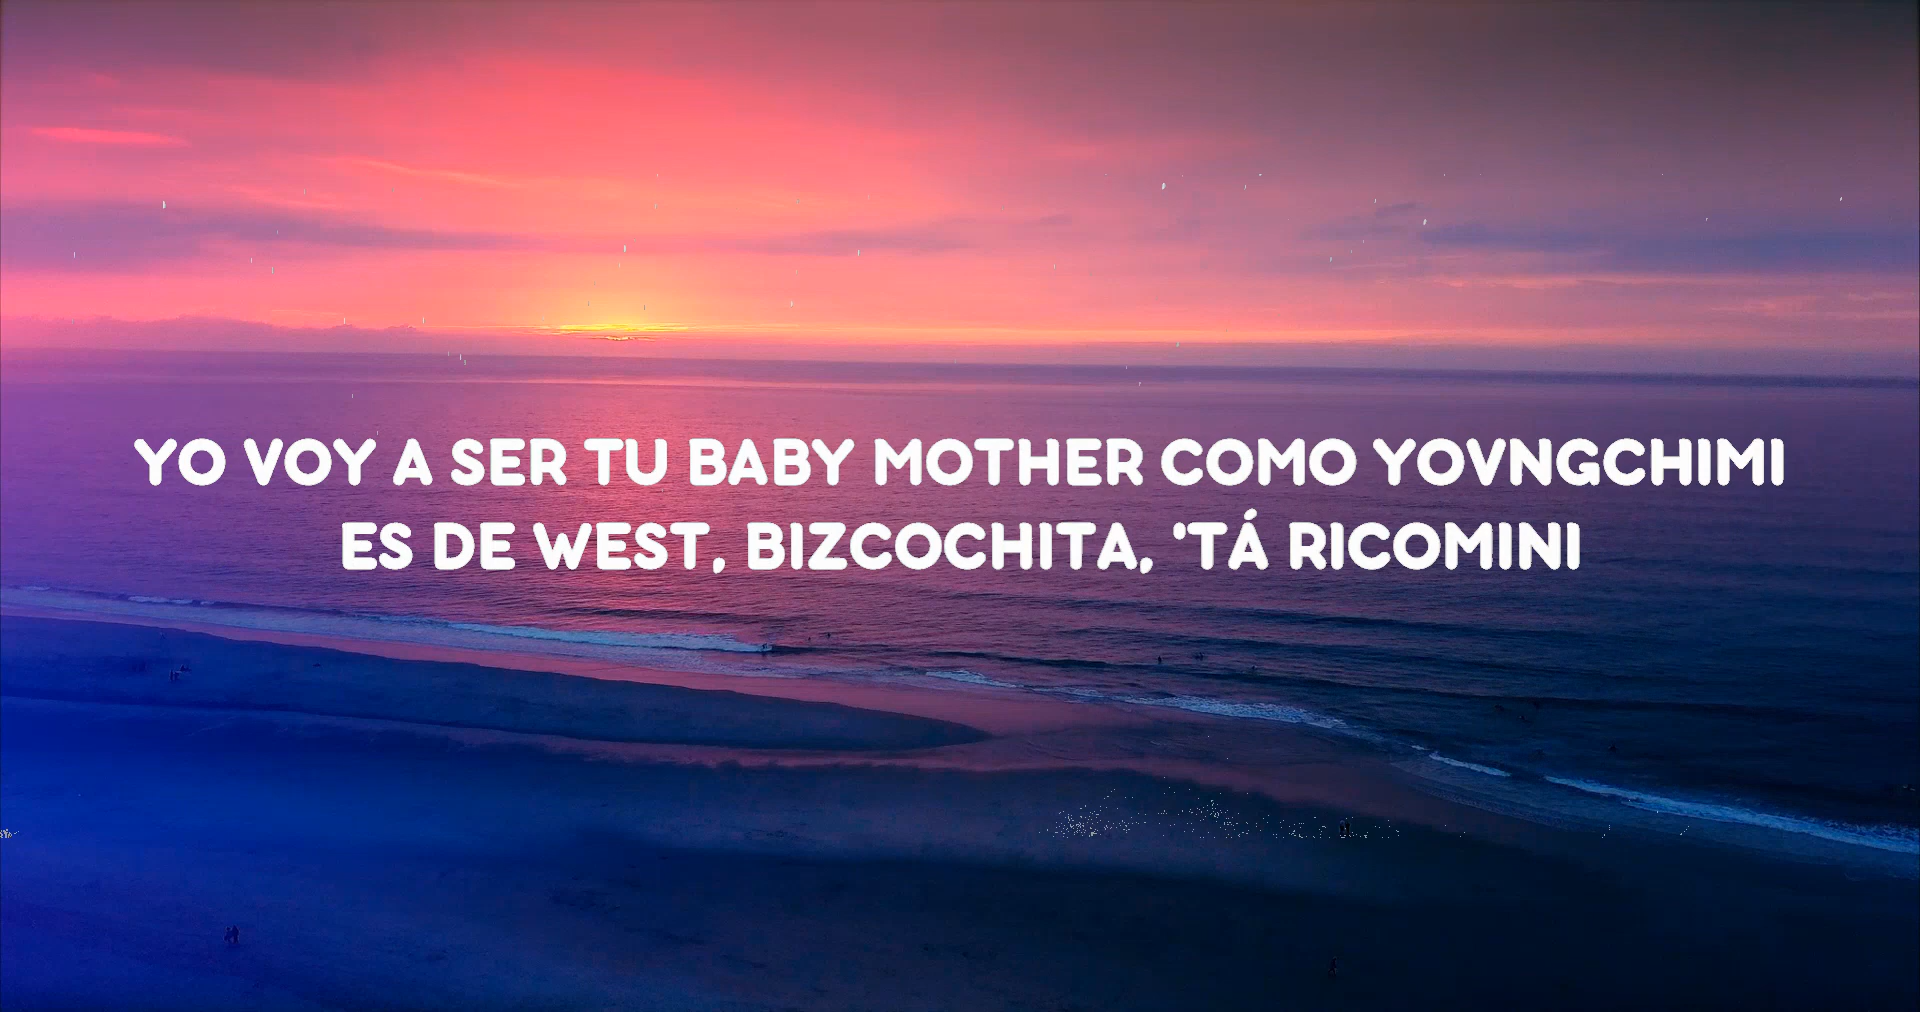 YO VOY A SER TU BABY MOTHER COMO YOVNGCHIMI
ES DE WEST, BIZCOCHITA, 'TÁ RICOMINI